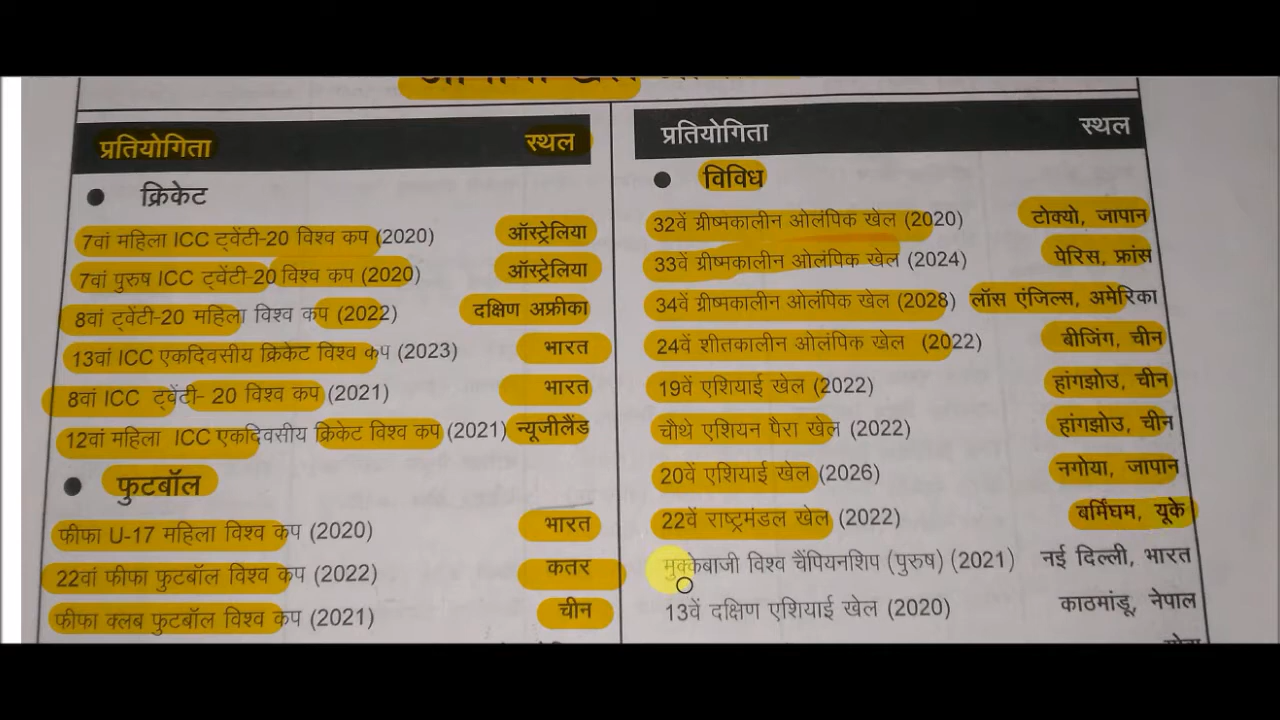 प्रतियोगिता स्थल
• क्रिकेट
7वां महिला ICC ट्वेंटी-20 विश्व कप (2020) ऑस्ट्रेलिया
7वां पुरुष ICC ट्वेंटी-20 विश्व कप (2020) ऑस्ट्रेलिया
8वां ट्वेंटी-20 महिला विश्व कप (2022) दक्षिण अफ्रीका
13वां ICC एकदिवसीय क्रिकेट विश्व कप (2023) भारत
8वां ICC ट्वेंटी- 20 विश्व कप (2021) भारत
12वां महिला ICC एकदिवसीय क्रिकेट विश्व कप (2021) न्यूजीलैंड
• फुटबॉल
फीफा U-17 महिला विश्व कप (2020) भारत
22वां फीफा फुटबॉल विश्व कप (2022) कतर
फीफा क्लब फुटबॉल विश्व कप (2021) चीन
प्रतियोगिता स्थल
• विविध
32वें ग्रीष्मकालीन ओलंपिक खेल (2020) टोक्यो, जापान
33वें ग्रीष्मकालीन ओलंपिक खेल (2024) पेरिस, फ्रांस
34वें ग्रीष्मकालीन ओलंपिक खेल (2028) लॉस एंजिल्स, अमेरिका
24वें शीतकालीन ओलंपिक खेल (2022) बीजिंग, चीन
19वें एशियाई खेल (2022) हांगझोउ, चीन
चौथे एशियन पैरा खेल (2022) हांगझोउ, चीन
20वें एशियाई खेल (2026) नगोया, जापान
22वें राष्ट्रमंडल खेल (2022) बर्मिंघम, यूके
मुक्केबाजी विश्व चैंपियनशिप (पुरुष) (2021) नई दिल्ली, भारत
13वें दक्षिण एशियाई खेल (2020) काठमांडू, नेपाल